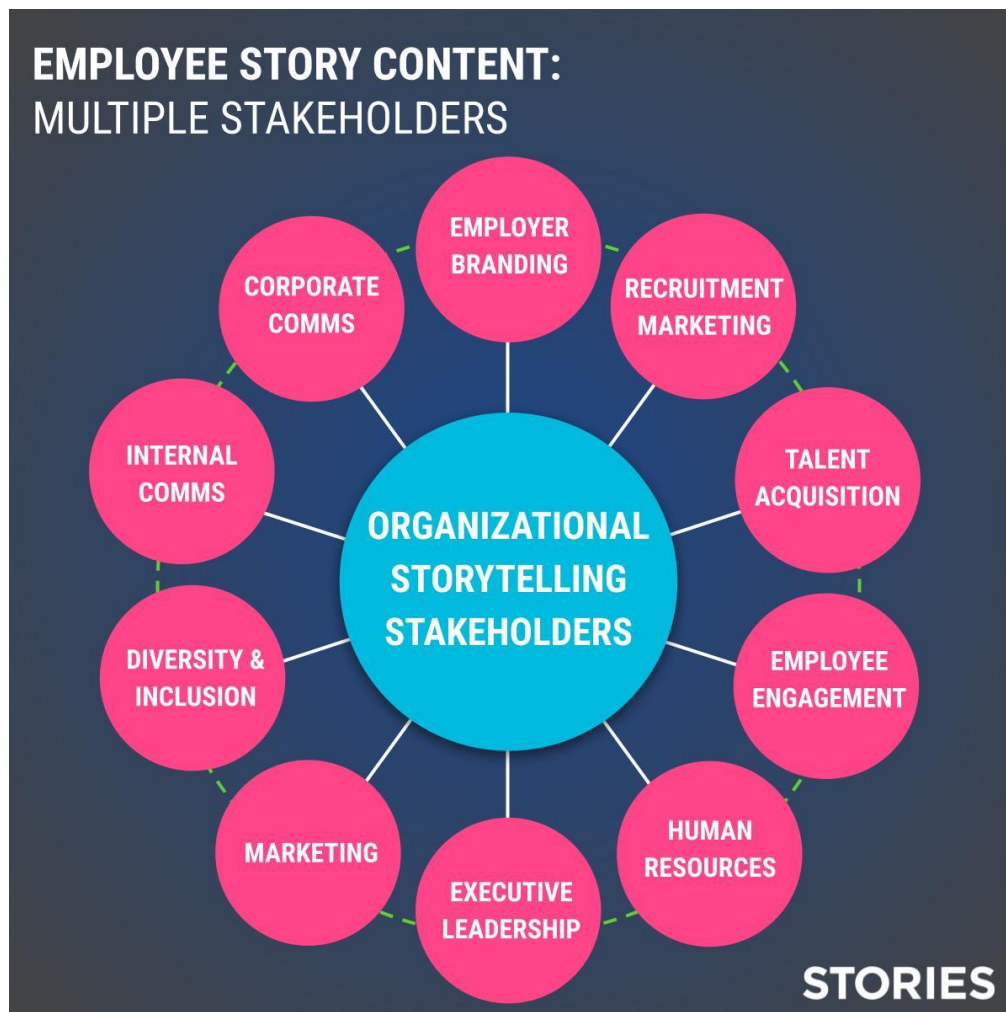 EMPLOYEE STORY CONTENT:
MULTIPLE STAKEHOLDERS
EMPLOYER
BRANDING
RECRUITMENT
MARKETING
TALENT
ACQUISITION
EMPLOYEE
ENGAGEMENT
HUMAN
RESOURCES
EXECUTIVE
LEADERSHIP
MARKETING
DIVERSITY &
INCLUSION
INTERNAL
COMMS
CORPORATE
COMMS
ORGANIZATIONAL
STORYTELLING
STAKEHOLDERS
STORIES